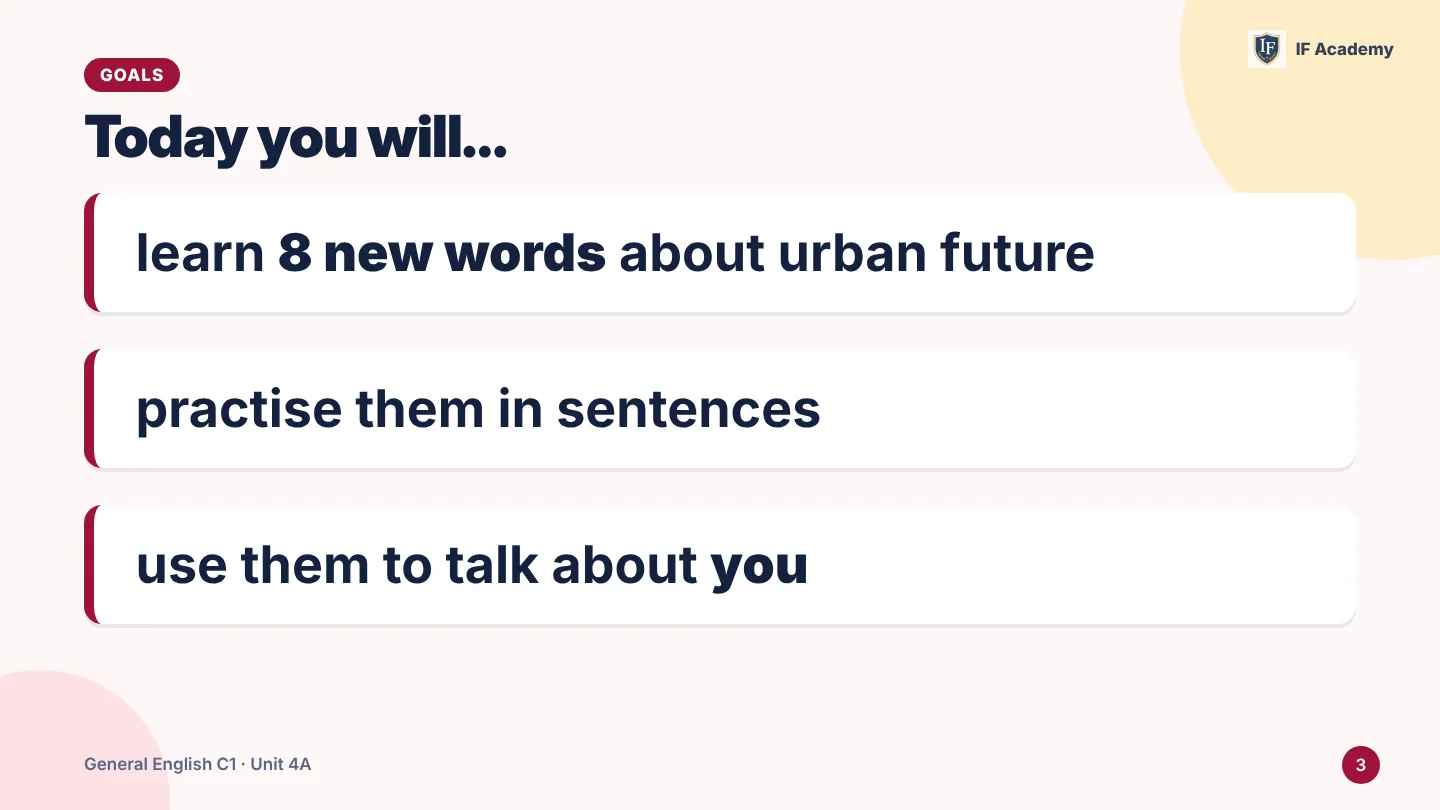 IF
IF Academy
GOALS
Today you will...
learn 8 new words about urban future
practise them in sentences
use them to talk about you
General English C1 · Unit 4A
3